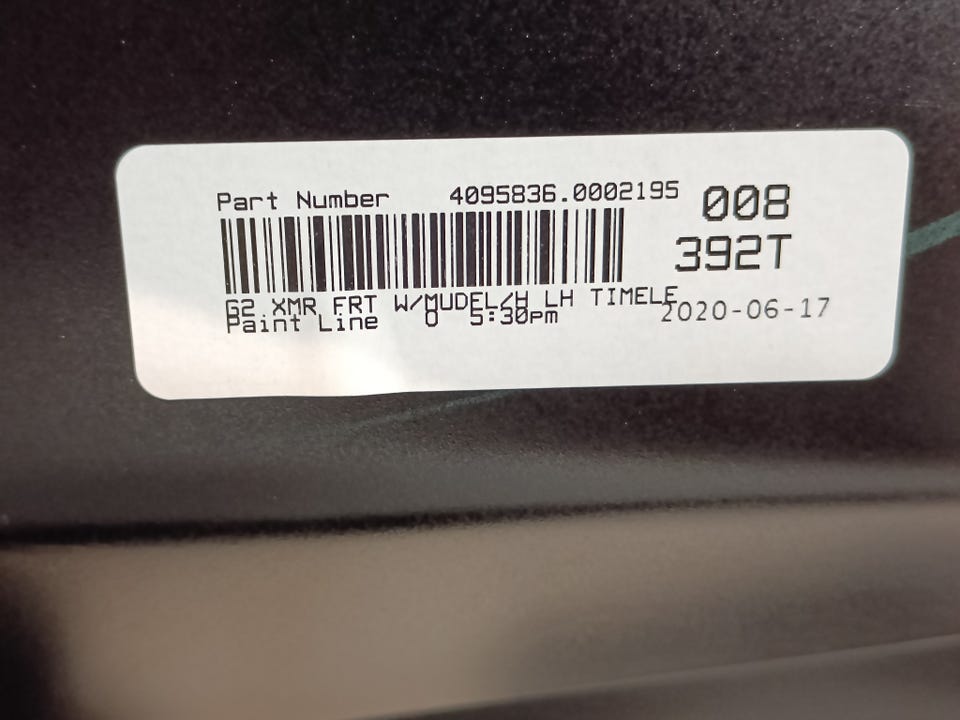 Part Number 4095836.0002195 008
392T
G2 XMR FRT W/MUDEL/H LH TIMELE
Paint Line 0 5:30pm 2020-06-17